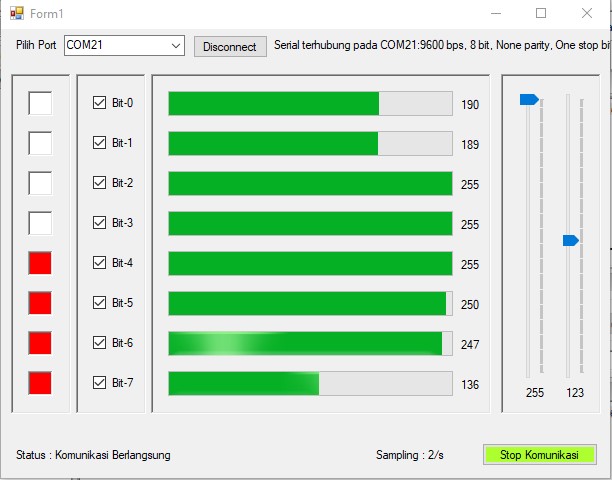 Form1
Pilih Port COM21 Disconnect Serial terhubung pada COM21:9600 bps, 8 bit, None parity, One stop bi
Bit-0 190
Bit-1 189
Bit-2 255
Bit-3 255
Bit-4 255
Bit-5 250
Bit-6 247
Bit-7 136
255 123
Status : Komunikasi Berlangsung Sampling : 2/s Stop Komunikasi